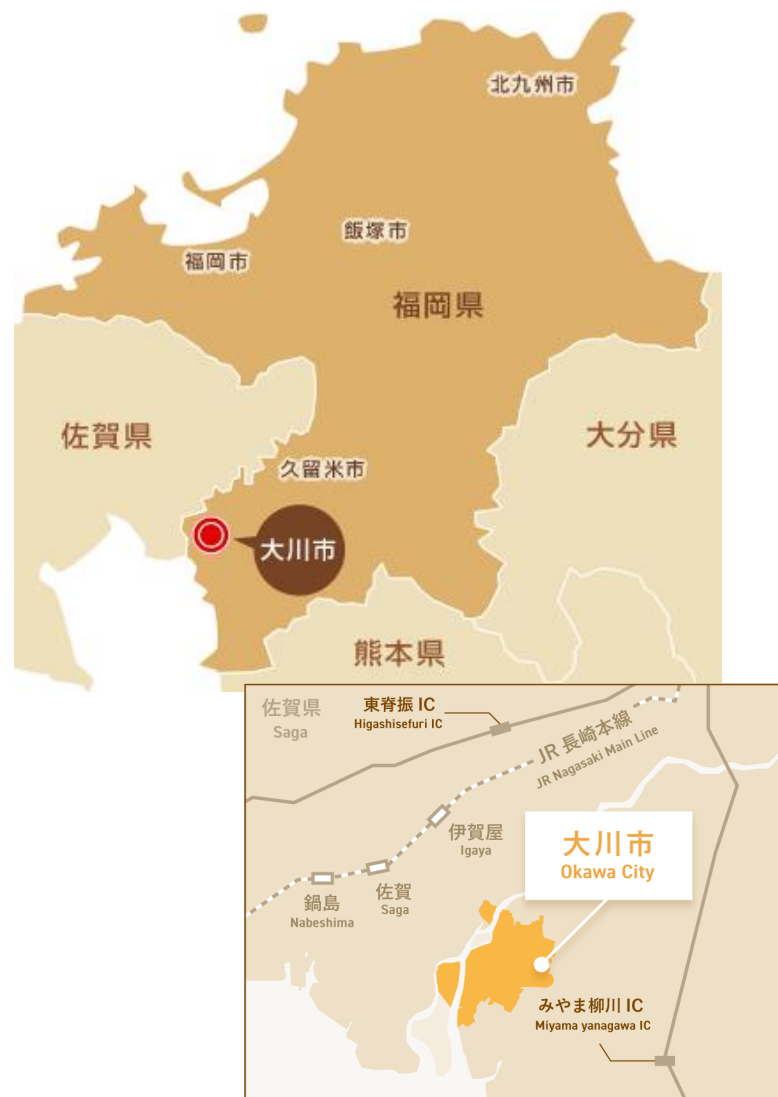 北九州市
飯塚市
福岡市
福岡県
佐賀県
大分県
久留米市
大川市
熊本県
佐賀県
Saga
東脊振 IC
Higashisefuri IC
JR 長崎本線
JR Nagasaki Main Line
伊賀屋
Igaya
大川市
Okawa City
佐賀
Saga
鍋島
Nabeshima
みやま柳川 IC
Miyama yanagawa IC